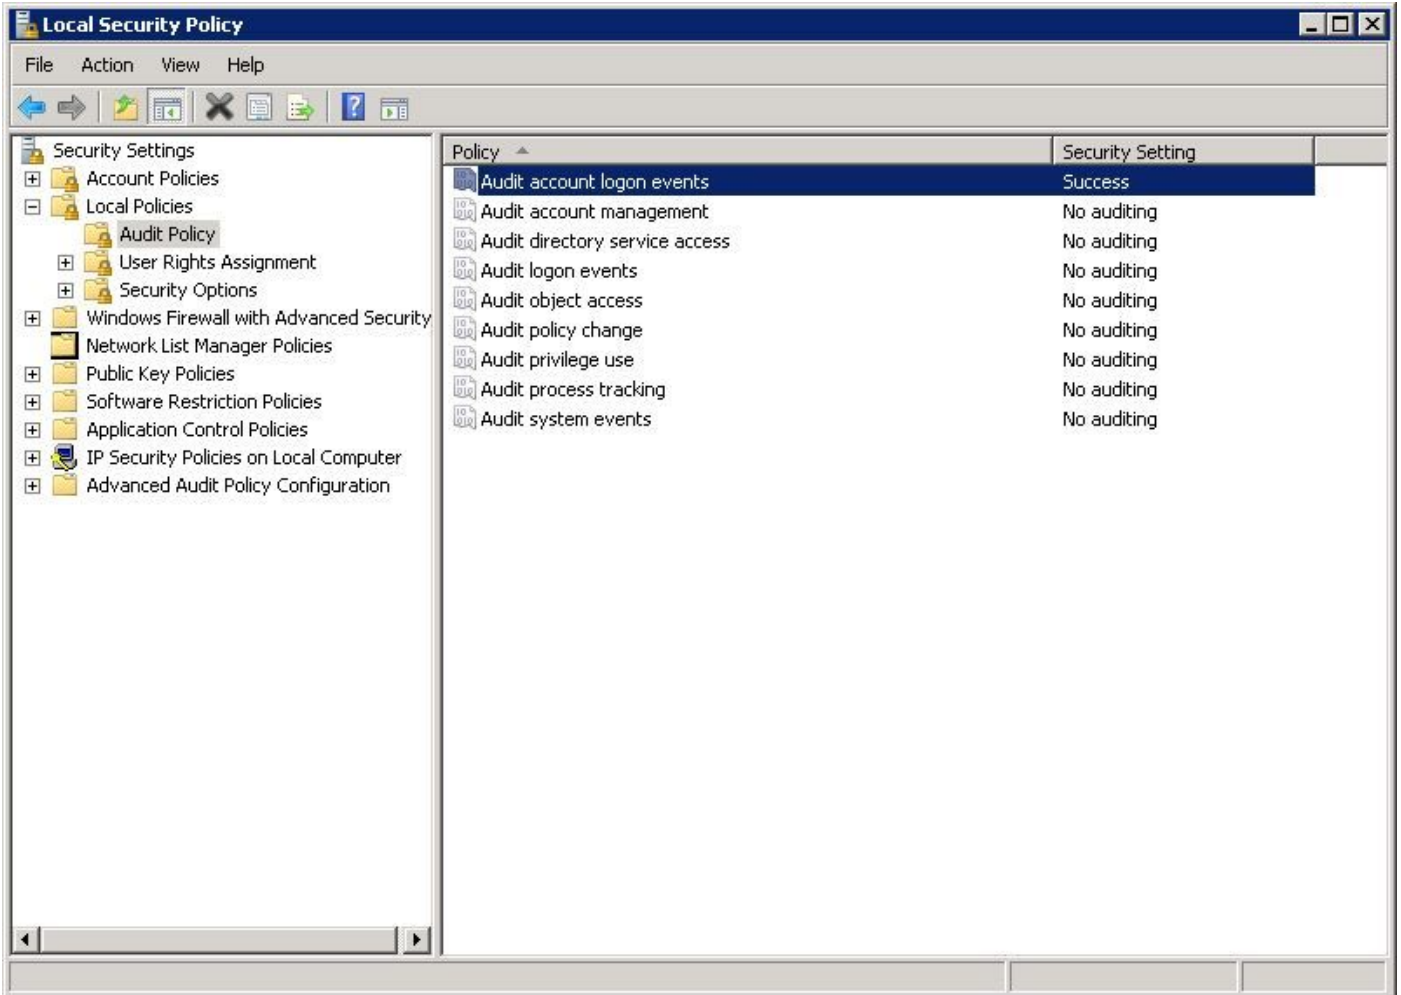 Local Security Policy
File Action View Help
Security Settings
Account Policies
Local Policies
Audit Policy
User Rights Assignment
Security Options
Windows Firewall with Advanced Security
Network List Manager Policies
Public Key Policies
Software Restriction Policies
Application Control Policies
IP Security Policies on Local Computer
Advanced Audit Policy Configuration
Policy Security Setting
Audit account logon events Success
Audit account management No auditing
Audit directory service access No auditing
Audit logon events No auditing
Audit object access No auditing
Audit policy change No auditing
Audit privilege use No auditing
Audit process tracking No auditing
Audit system events No auditing